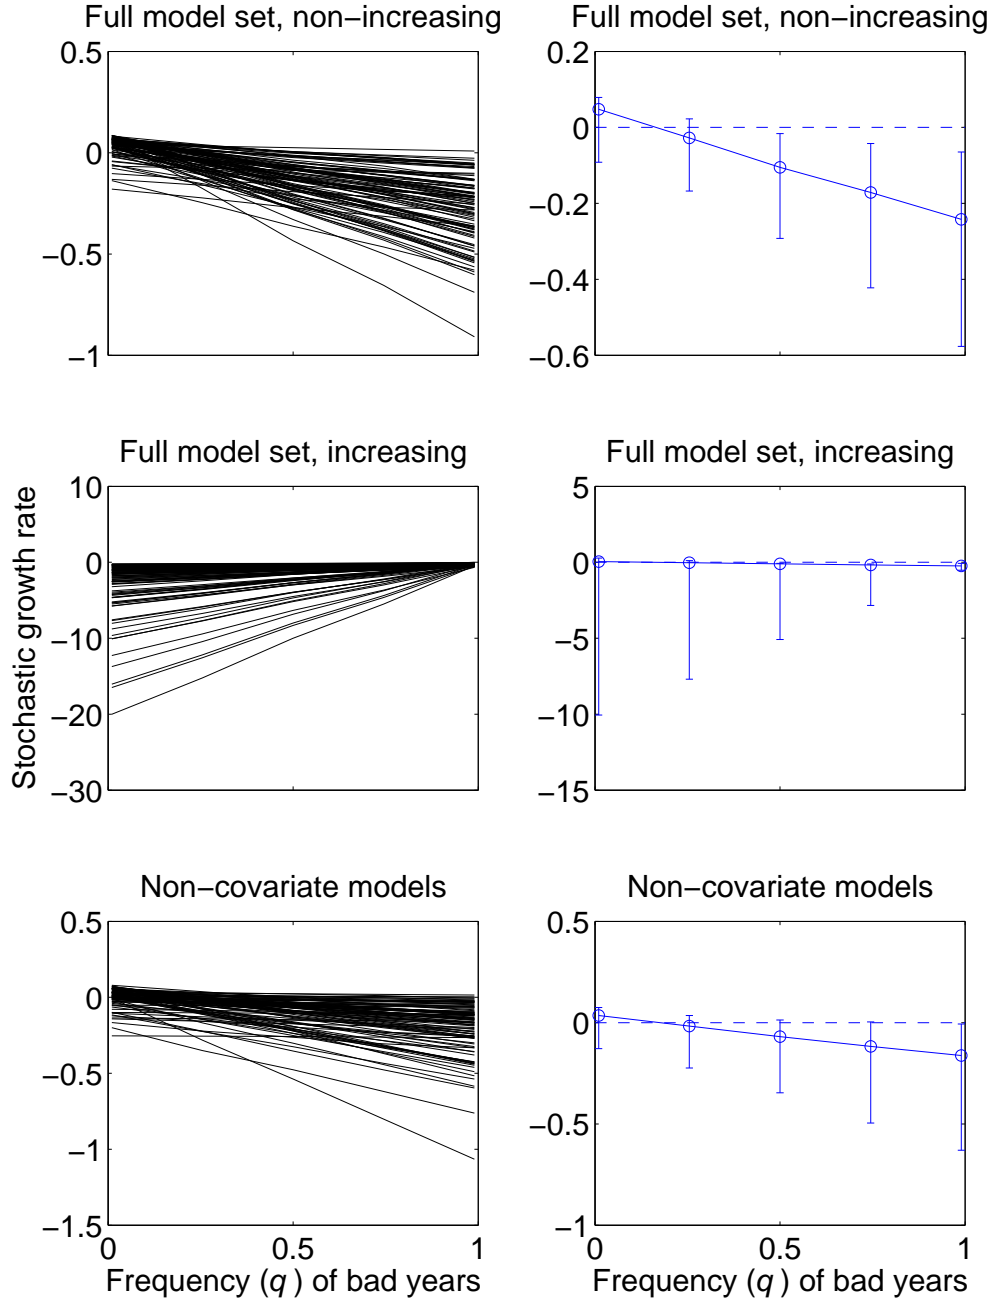 Full model set, non−increasing
Full model set, non−increasing
0.5
0
−0.5
−1
0.2
0
−0.2
−0.4
−0.6
Full model set, increasing
Full model set, increasing
Stochastic growth rate
10
0
−10
−20
−30
5
0
−5
−10
−15
Non−covariate models
Non−covariate models
0.5
0
−0.5
−1
−1.5
0 0.5 1
Frequency (q ) of bad years
0.5
0
−0.5
−1
0 0.5 1
Frequency (q ) of bad years